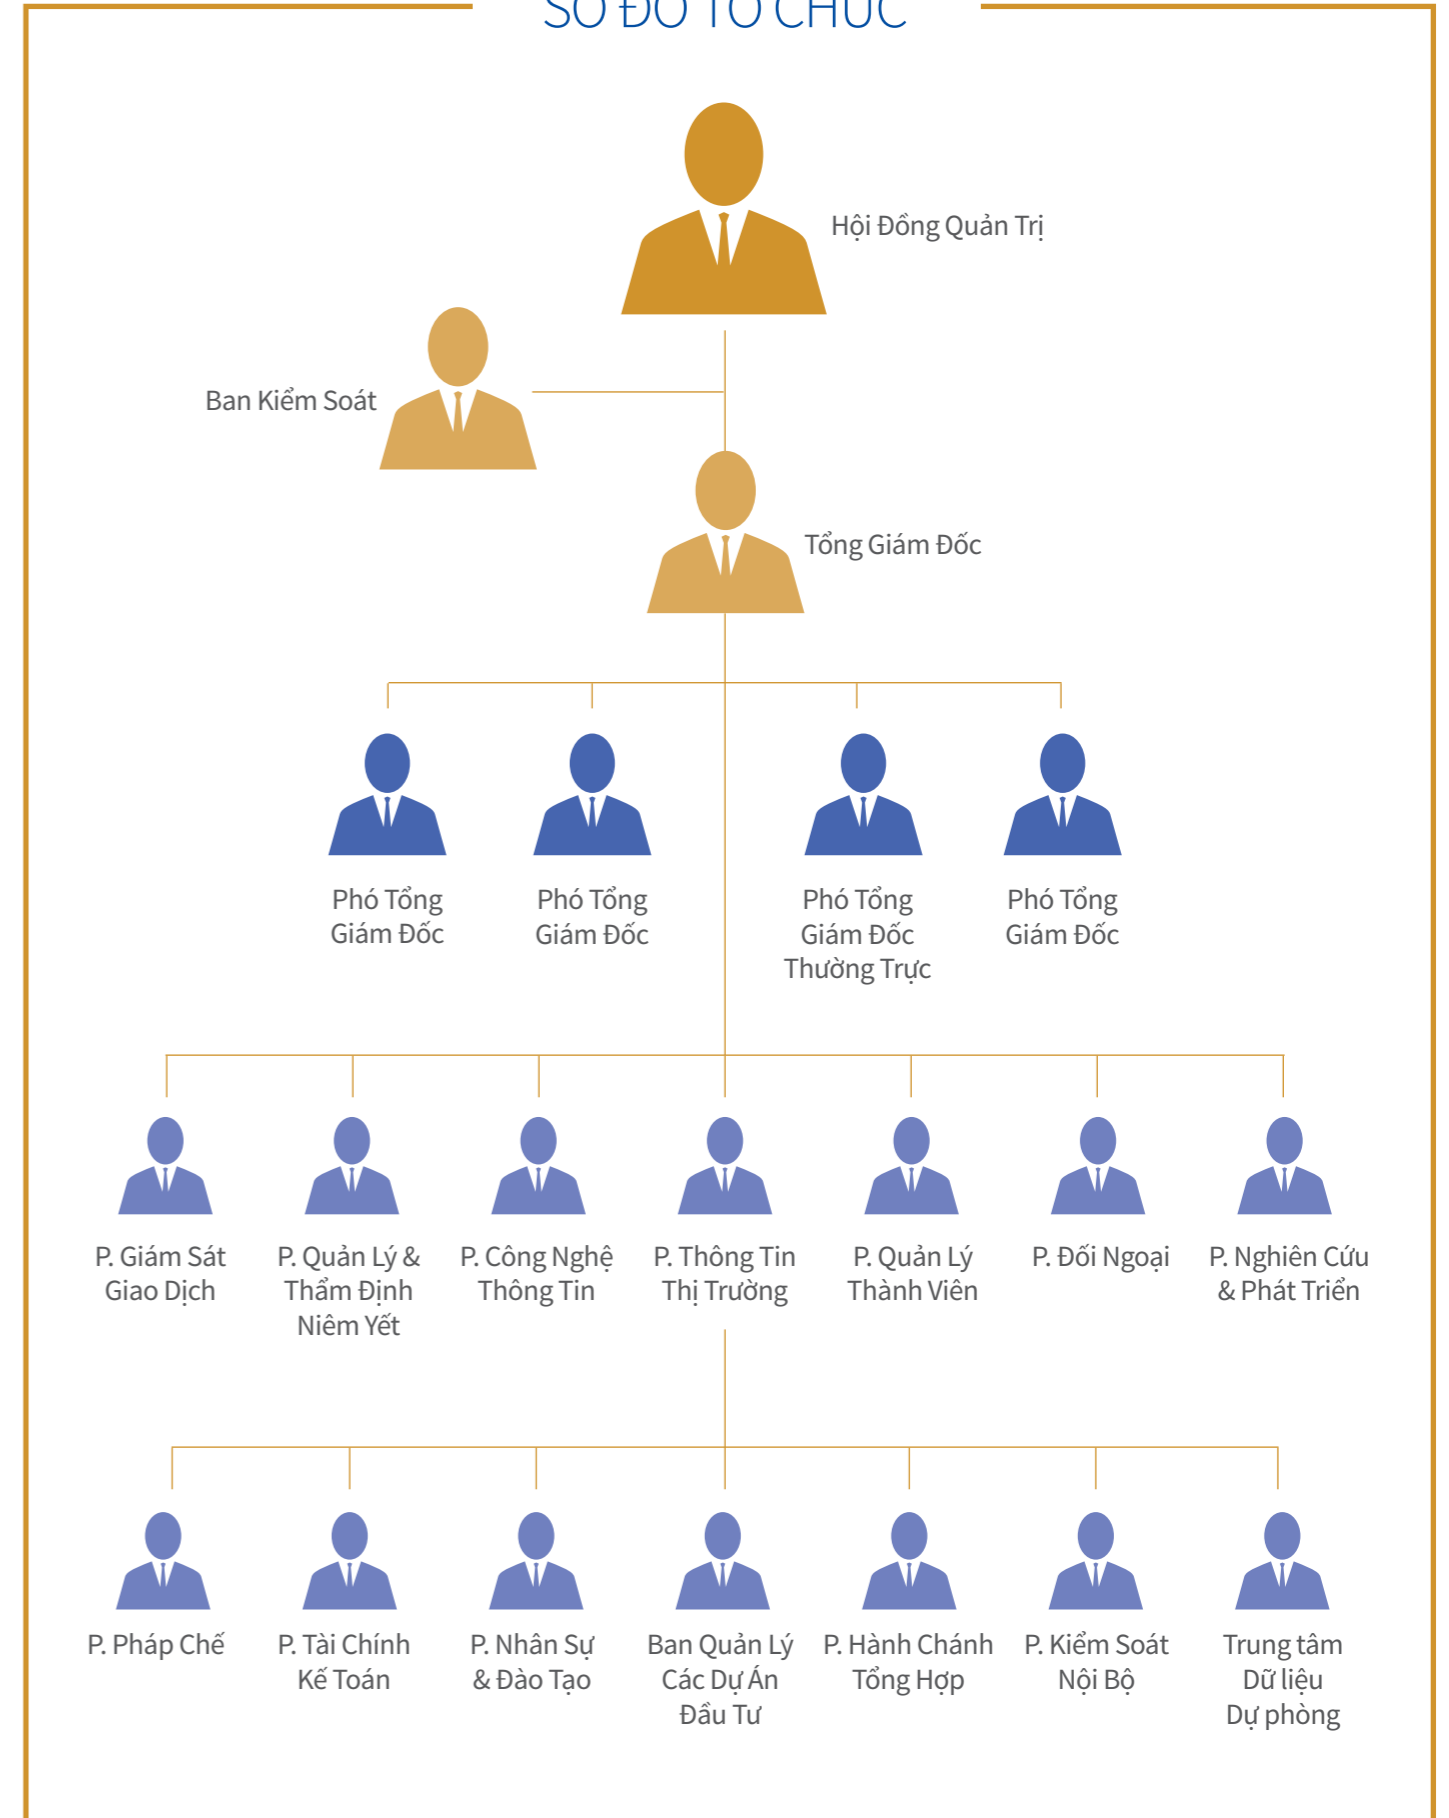 SƠ ĐỒ TỔ CHỨC
Hội Đồng Quản Trị
Ban Kiểm Soát
Tổng Giám Đốc
Phó Tổng
Giám Đốc
Phó Tổng
Giám Đốc
Phó Tổng
Giám Đốc
Thường Trực
Phó Tổng
Giám Đốc
P. Giám Sát
Giao Dịch
P. Quản Lý &
Thẩm Định
Niêm Yết
P. Công Nghệ
Thông Tin
P. Thông Tin
Thị Trường
P. Quản Lý
Thành Viên
P. Đối Ngoại
P. Nghiên Cứu
& Phát Triển
P. Pháp Chế
P. Tài Chính
Kế Toán
P. Nhân Sự
& Đào Tạo
Ban Quản Lý
Các Dự Án
Đầu Tư
P. Hành Chánh
Tổng Hợp
P. Kiểm Soát
Nội Bộ
Trung tâm
Dữ liệu
Dự phòng